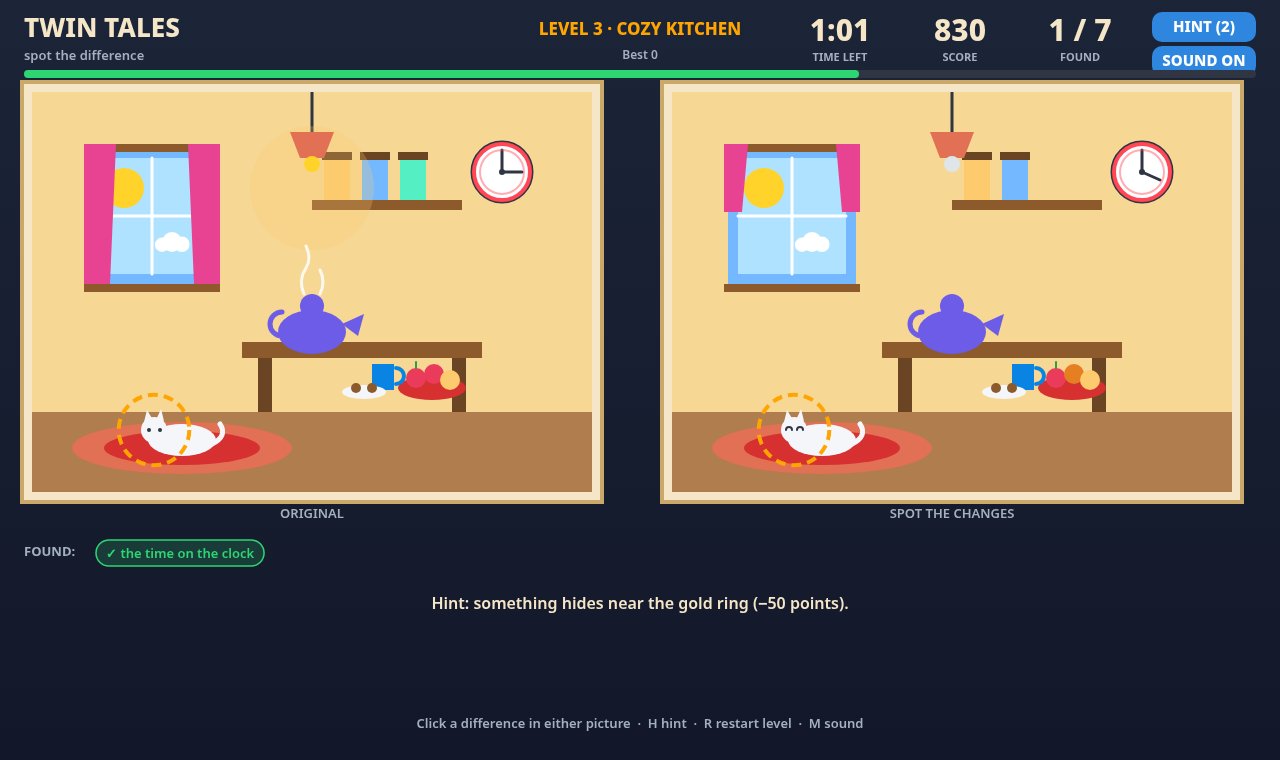 TWIN TALES
spot the difference
LEVEL 3 · COZY KITCHEN
Best 0
1:01
TIME LEFT
830
SCORE
1 / 7
FOUND
HINT (2)
SOUND ON
ORIGINAL
SPOT THE CHANGES
FOUND:
✓ the time on the clock
Hint: something hides near the gold ring (−50 points).
Click a difference in either picture · H hint · R restart level · M sound